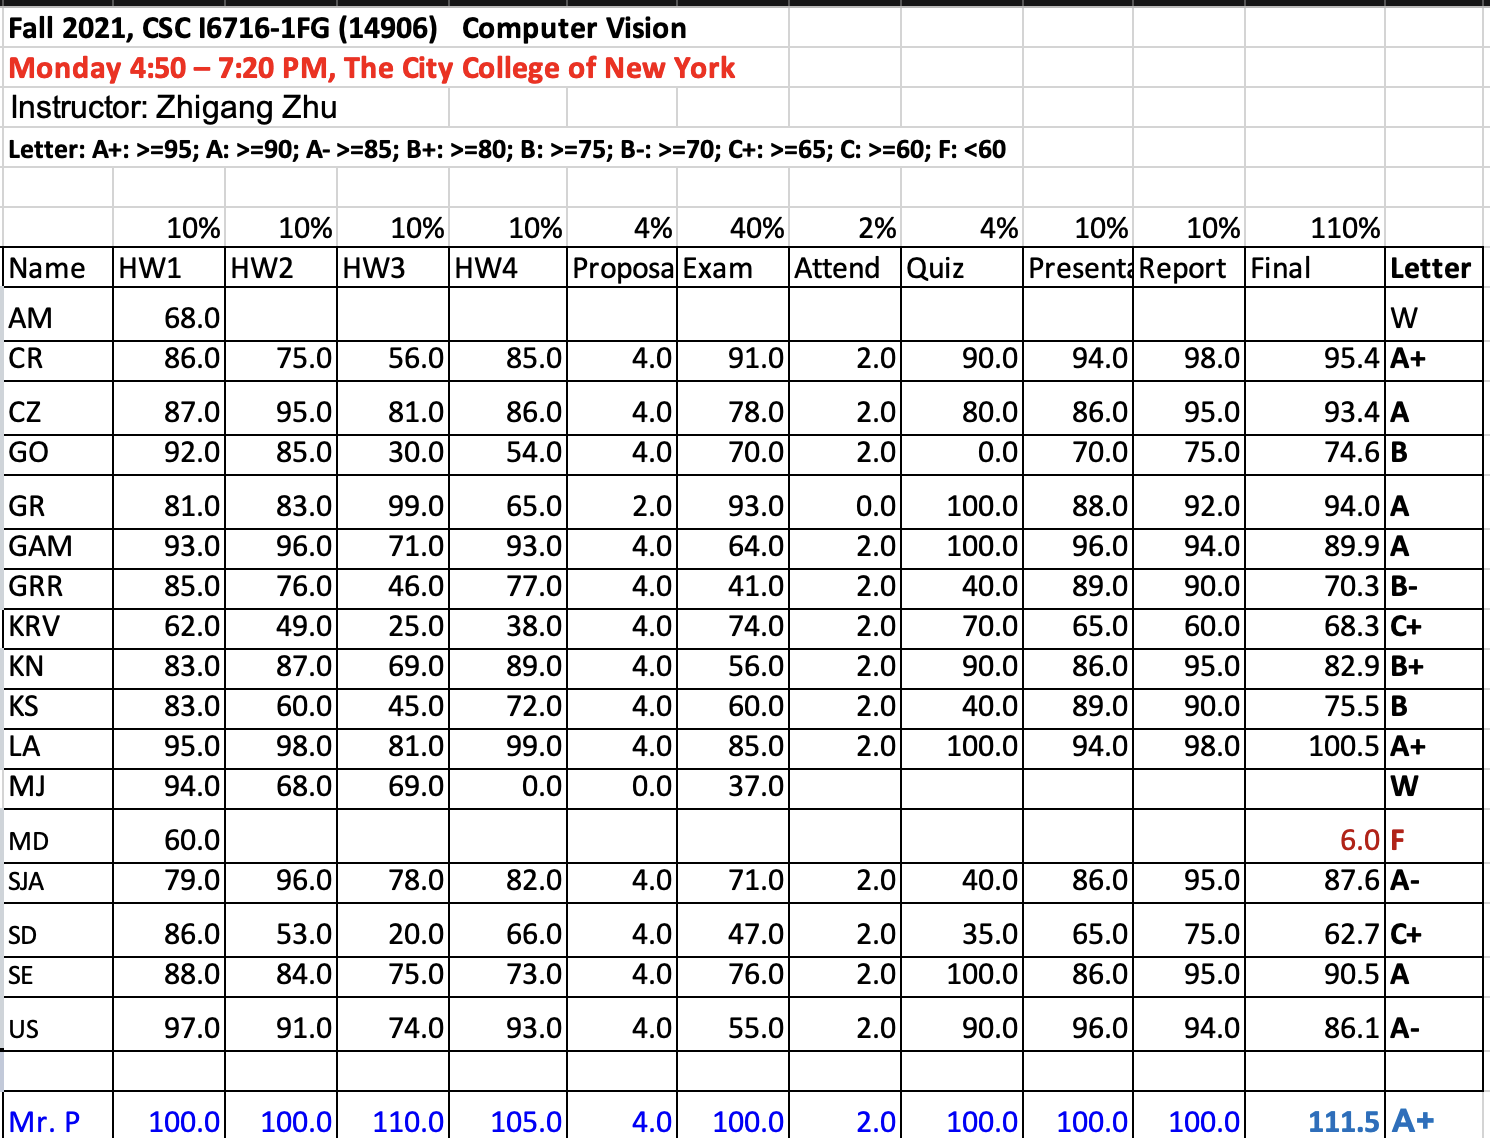 Fall 2021, CSC I6716-1FG (14906) Computer Vision
Monday 4:50 – 7:20 PM, The City College of New York
Instructor: Zhigang Zhu
Letter: A+: >=95; A: >=90; A- >=85; B+: >=80; B: >=75; B-: >=70; C+: >=65; C: >=60; F: <60
10% 10% 10% 10% 4% 40% 2% 4% 10% 10% 110%
Name HW1 HW2 HW3 HW4 Proposa Exam Attend Quiz Presenta Report Final Letter
AM 68.0 W
CR 86.0 75.0 56.0 85.0 4.0 91.0 2.0 90.0 94.0 98.0 95.4 A+
CZ 87.0 95.0 81.0 86.0 4.0 78.0 2.0 80.0 86.0 95.0 93.4 A
GO 92.0 85.0 30.0 54.0 4.0 70.0 2.0 0.0 70.0 75.0 74.6 B
GR 81.0 83.0 99.0 65.0 2.0 93.0 0.0 100.0 88.0 92.0 94.0 A
GAM 93.0 96.0 71.0 93.0 4.0 64.0 2.0 100.0 96.0 94.0 89.9 A
GRR 85.0 76.0 46.0 77.0 4.0 41.0 2.0 40.0 89.0 90.0 70.3 B-
KRV 62.0 49.0 25.0 38.0 4.0 74.0 2.0 70.0 65.0 60.0 68.3 C+
KN 83.0 87.0 69.0 89.0 4.0 56.0 2.0 90.0 86.0 95.0 82.9 B+
KS 83.0 60.0 45.0 72.0 4.0 60.0 2.0 40.0 89.0 90.0 75.5 B
LA 95.0 98.0 81.0 99.0 4.0 85.0 2.0 100.0 94.0 98.0 100.5 A+
MJ 94.0 68.0 69.0 0.0 0.0 37.0 W
MD 60.0 6.0 F
SJA 79.0 96.0 78.0 82.0 4.0 71.0 2.0 40.0 86.0 95.0 87.6 A-
SD 86.0 53.0 20.0 66.0 4.0 47.0 2.0 35.0 65.0 75.0 62.7 C+
SE 88.0 84.0 75.0 73.0 4.0 76.0 2.0 100.0 86.0 95.0 90.5 A
US 97.0 91.0 74.0 93.0 4.0 55.0 2.0 90.0 96.0 94.0 86.1 A-
Mr. P 100.0 100.0 110.0 105.0 4.0 100.0 2.0 100.0 100.0 100.0 111.5 A+